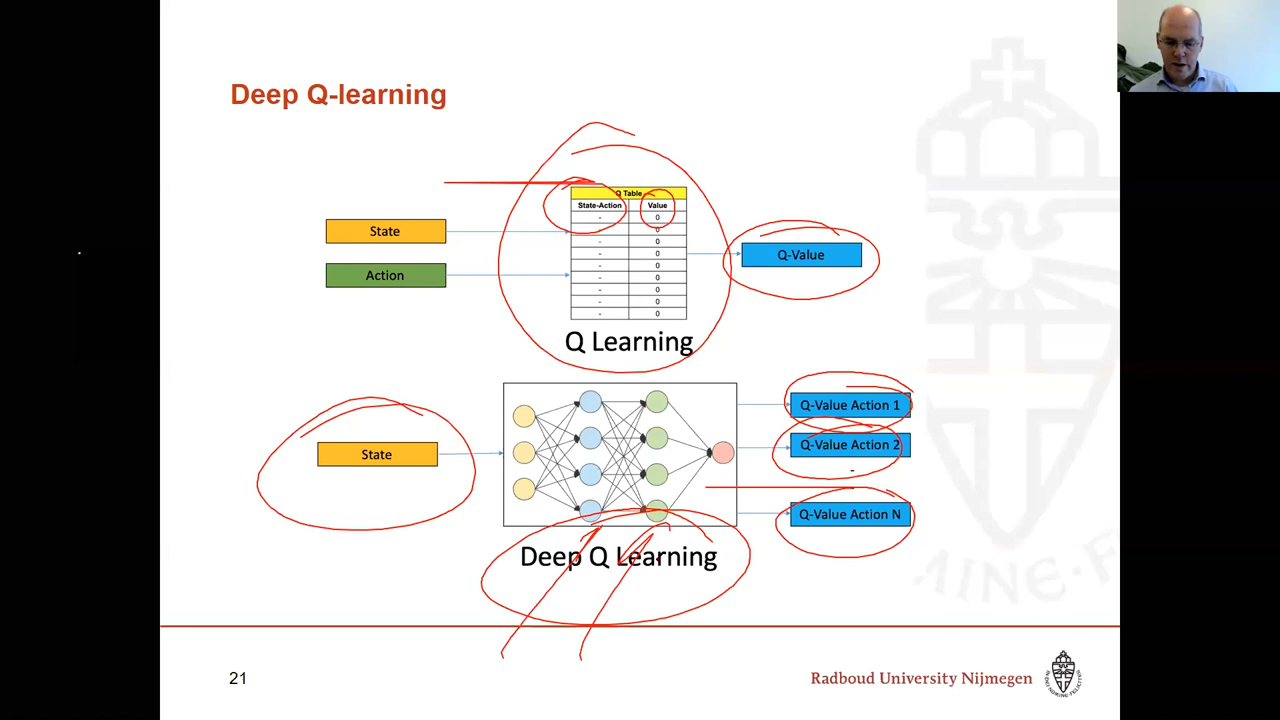 Deep Q-learning
Q Table
State-Action Value
- 0
- 0
- 0
- 0
- 0
- 0
- 0
- 0
- 0
State
Action
Q-Value
Q Learning
State
Q-Value Action 1
Q-Value Action 2
-
Q-Value Action N
Deep Q Learning
21
Radboud University Nijmegen
MINE·F